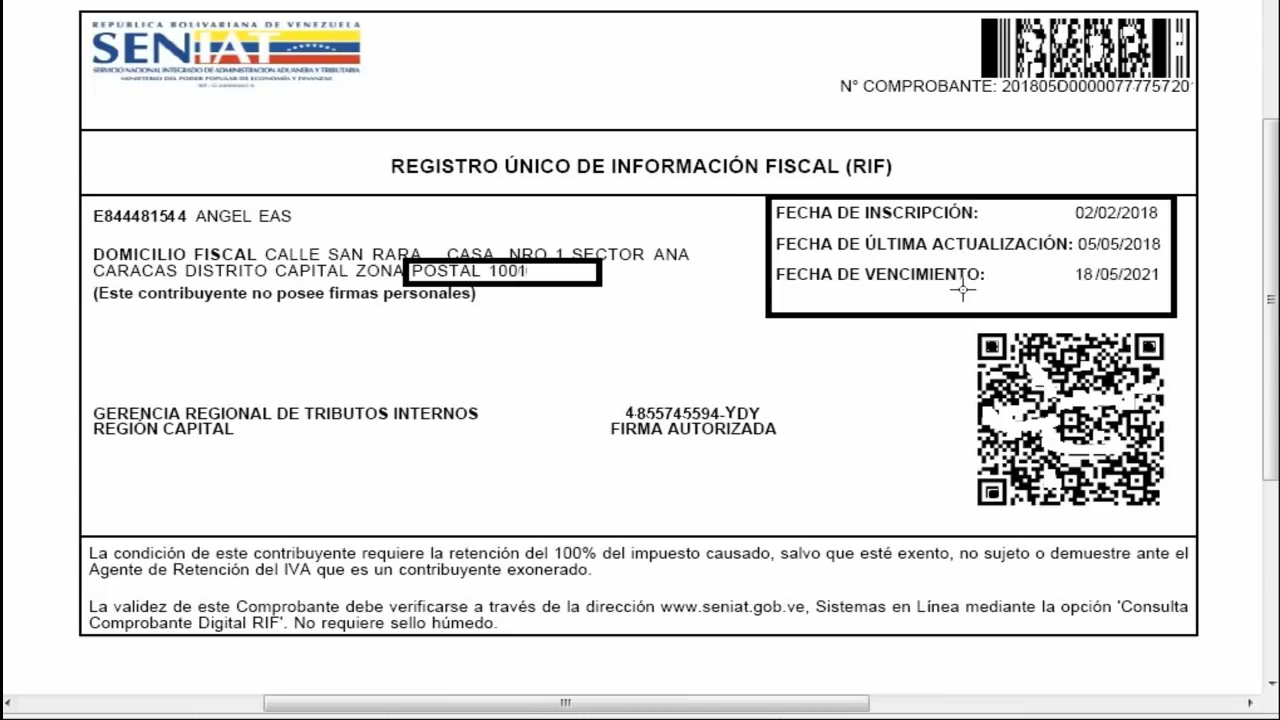 REPUBLICA BOLIVARIANA DE VENEZUELA
SENIAT
SERVICIO NACIONAL INTEGRADO DE ADMINISTRACION ADUANERA Y TRIBUTARIA
MINISTERIO DEL PODER POPULAR DE ECONOMIA Y FINANZAS
N° COMPROBANTE: 201805D0000077775720
REGISTRO ÚNICO DE INFORMACIÓN FISCAL (RIF)
E844481544 ANGEL EAS
FECHA DE INSCRIPCIÓN: 02/02/2018
FECHA DE ÚLTIMA ACTUALIZACIÓN: 05/05/2018
FECHA DE VENCIMIENTO: 18/05/2021
DOMICILIO FISCAL CALLE SAN RARA CASA NRO 1 SECTOR ANA
CARACAS DISTRITO CAPITAL ZONA POSTAL 1001
(Este contribuyente no posee firmas personales)
GERENCIA REGIONAL DE TRIBUTOS INTERNOS
REGIÓN CAPITAL
4855745594-YDY
FIRMA AUTORIZADA
La condición de este contribuyente requiere la retención del 100% del impuesto causado, salvo que esté exento, no sujeto o demuestre ante el
Agente de Retención del IVA que es un contribuyente exonerado.
La validez de este Comprobante debe verificarse a través de la dirección www.seniat.gob.ve, Sistemas en Línea mediante la opción 'Consulta
Comprobante Digital RIF'. No requiere sello húmedo.